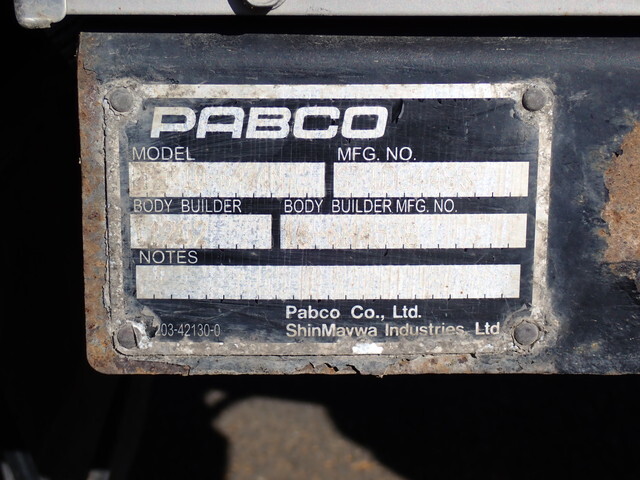 PABCO
MODEL MFG. NO.
BODY BUILDER BODY BUILDER MFG. NO.
NOTES
Pabco Co., Ltd.
203-42130-0 ShinMaywa Industries, Ltd